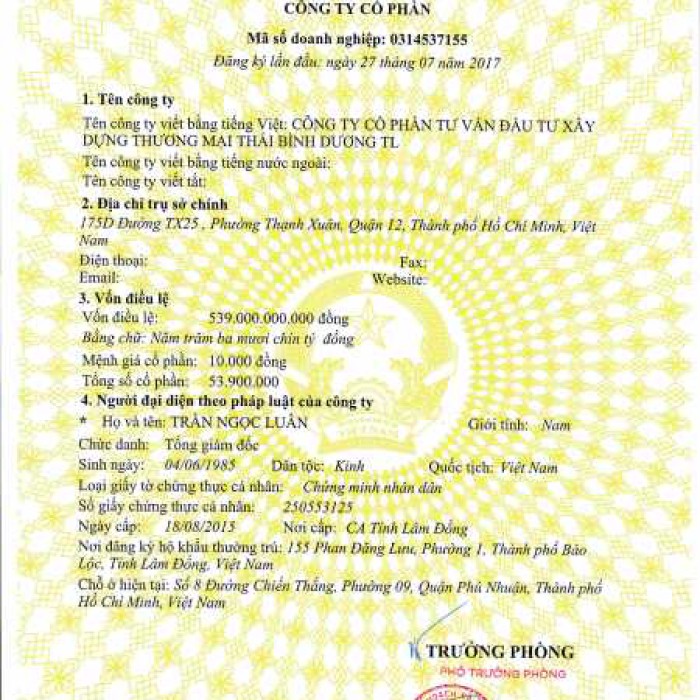 CÔNG TY CỔ PHẦN
Mã số doanh nghiệp: 0314537155
Đăng ký lần đầu: ngày 27 tháng 07 năm 2017
1. Tên công ty
Tên công ty viết bằng tiếng Việt: CÔNG TY CỔ PHẦN TƯ VẤN ĐẦU TƯ XÂY
DỰNG THƯƠNG MẠI THÁI BÌNH DƯƠNG TL
Tên công ty viết bằng tiếng nước ngoài:
Tên công ty viết tắt:
2. Địa chỉ trụ sở chính
175D Đường TX25 , Phường Thạnh Xuân, Quận 12, Thành phố Hồ Chí Minh, Việt
Nam
Điện thoại: Fax:
Email: Website:
3. Vốn điều lệ
Vốn điều lệ: 539.000.000.000 đồng
Bằng chữ: Năm trăm ba mươi chín tỷ đồng
Mệnh giá cổ phần: 10.000 đồng
Tổng số cổ phần: 53.900.000
4. Người đại diện theo pháp luật của công ty
* Họ và tên: TRẦN NGỌC LUÂN Giới tính: Nam
Chức danh: Tổng giám đốc
Sinh ngày: 04/06/1985 Dân tộc: Kinh Quốc tịch: Việt Nam
Loại giấy tờ chứng thực cá nhân: Chứng minh nhân dân
Số giấy chứng thực cá nhân: 250553125
Ngày cấp: 18/08/2015 Nơi cấp: CA Tỉnh Lâm Đồng
Nơi đăng ký hộ khẩu thường trú: 155 Phan Đăng Lưu, Phường 1, Thành phố Bảo
Lộc, Tỉnh Lâm Đồng, Việt Nam
Chỗ ở hiện tại: Số 8 Đường Chiến Thắng, Phường 09, Quận Phú Nhuận, Thành phố
Hồ Chí Minh, Việt Nam
TRƯỞNG PHÒNG
PHÓ TRƯỞNG PHÒNG